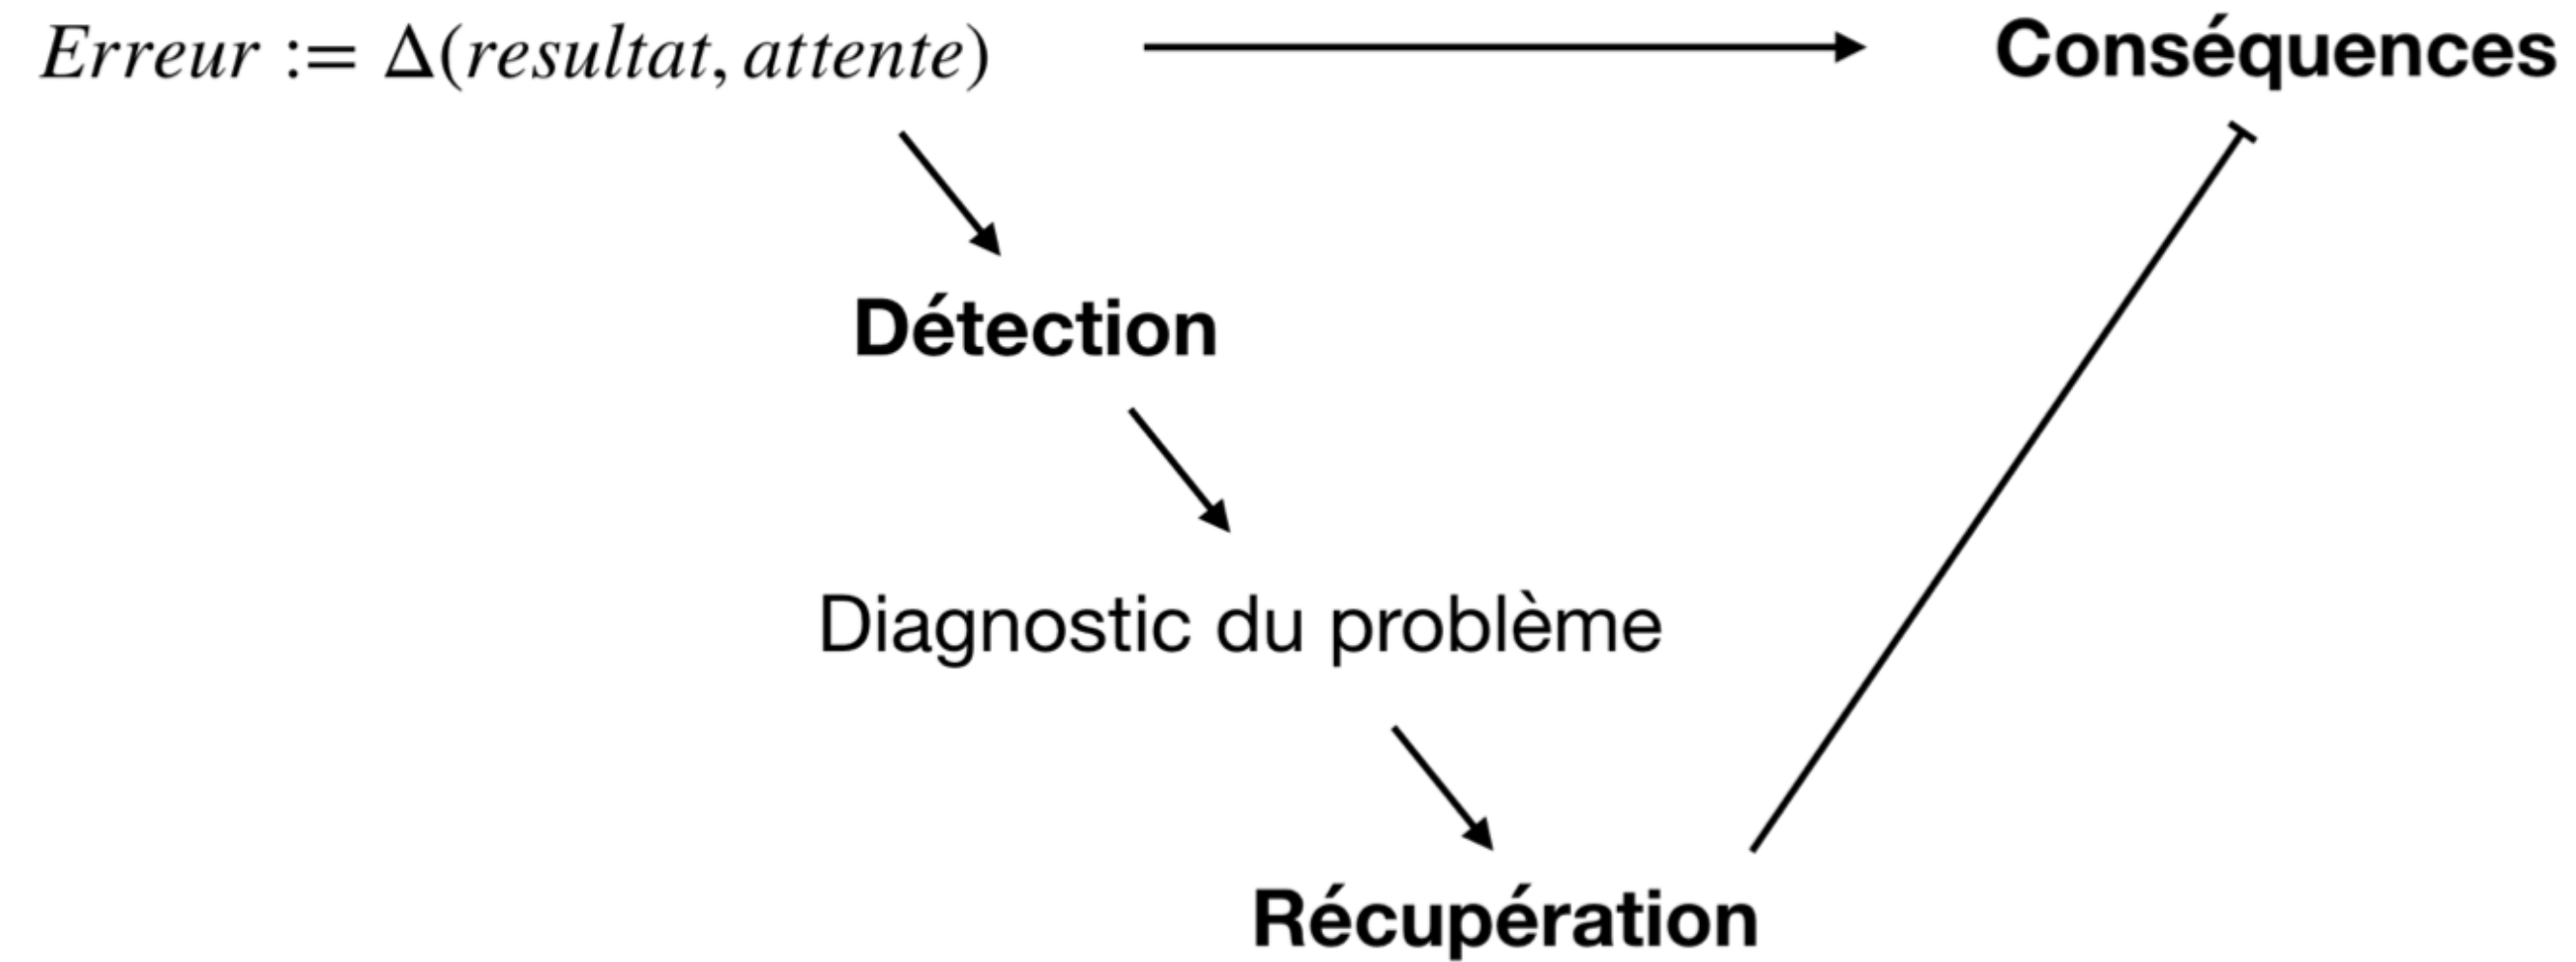 Erreur := Δ(resultat, attente)
Conséquences
Détection
Diagnostic du problème
Récupération